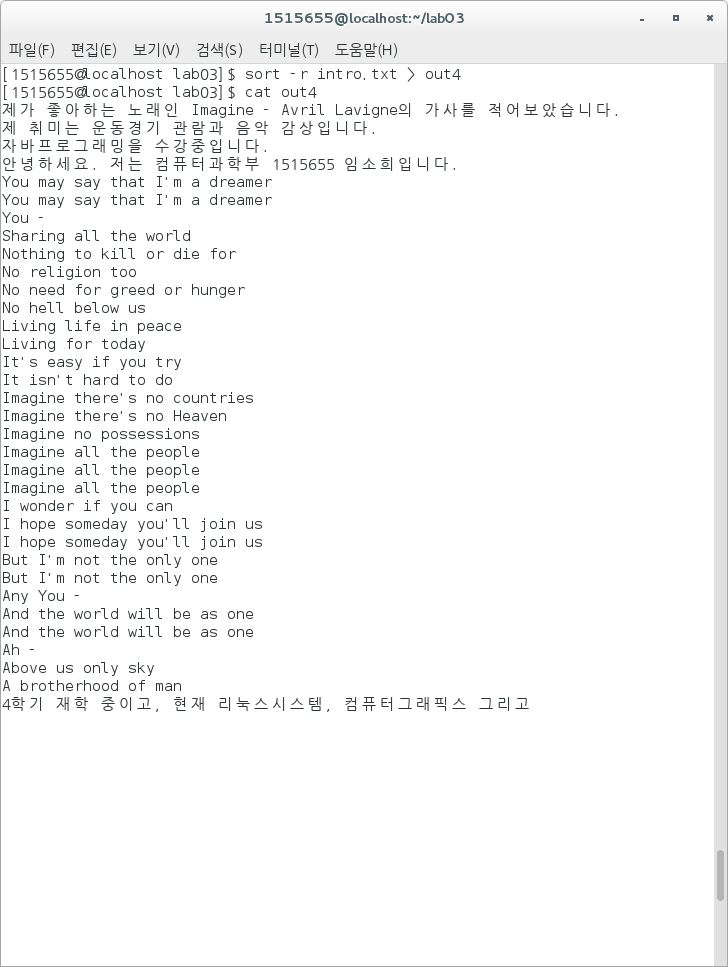 1515655@localhost:~/lab03
파일(F) 편집(E) 보기(V) 검색(S) 터미널(T) 도움말(H)
[1515655@localhost lab03]$ sort -r intro.txt > out4
[1515655@localhost lab03]$ cat out4
제가 좋아하는 노래인 Imagine - Avril Lavigne의 가사를 적어보았습니다.
제 취미는 운동경기 관람과 음악 감상입니다.
자바프로그래밍을 수강중입니다.
안녕하세요. 저는 컴퓨터과학부 1515655 임소희입니다.
You may say that I'm a dreamer
You may say that I'm a dreamer
You -
Sharing all the world
Nothing to kill or die for
No religion too
No need for greed or hunger
No hell below us
Living life in peace
Living for today
It's easy if you try
It isn't hard to do
Imagine there's no countries
Imagine there's no Heaven
Imagine no possessions
Imagine all the people
Imagine all the people
Imagine all the people
I wonder if you can
I hope someday you'll join us
I hope someday you'll join us
But I'm not the only one
But I'm not the only one
Any You -
And the world will be as one
And the world will be as one
Ah -
Above us only sky
A brotherhood of man
4학기 재학 중이고, 현재 리눅스시스템, 컴퓨터그래픽스 그리고